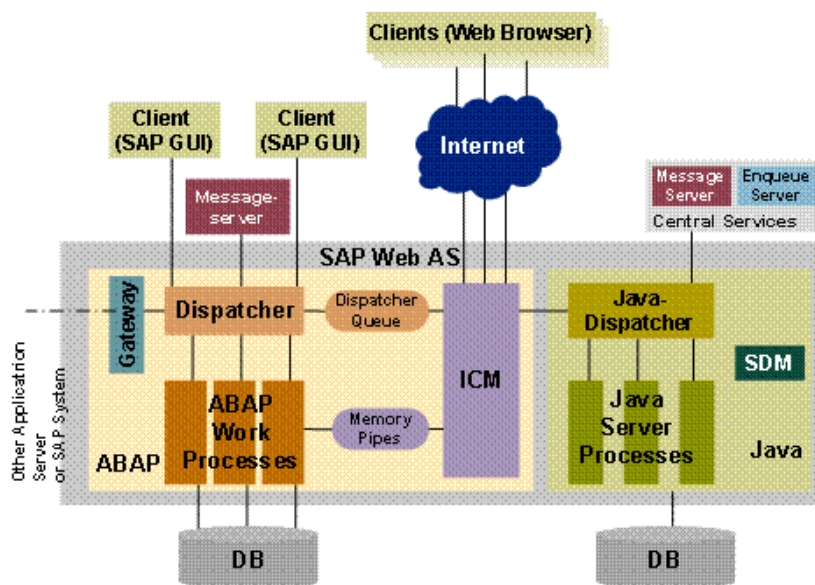 Clients (Web Browser)
Client
(SAP GUI)
Client
(SAP GUI)
Internet
Message-
server
Message
Server
Enqueue
Server
Central Services
SAP Web AS
Gateway
Dispatcher
Dispatcher
Queue
ICM
Java-
Dispatcher
SDM
ABAP
Work
Processes
Memory
Pipes
Java
Server
Processes
ABAP
Java
Other Application
Server
or SAP System
DB
DB